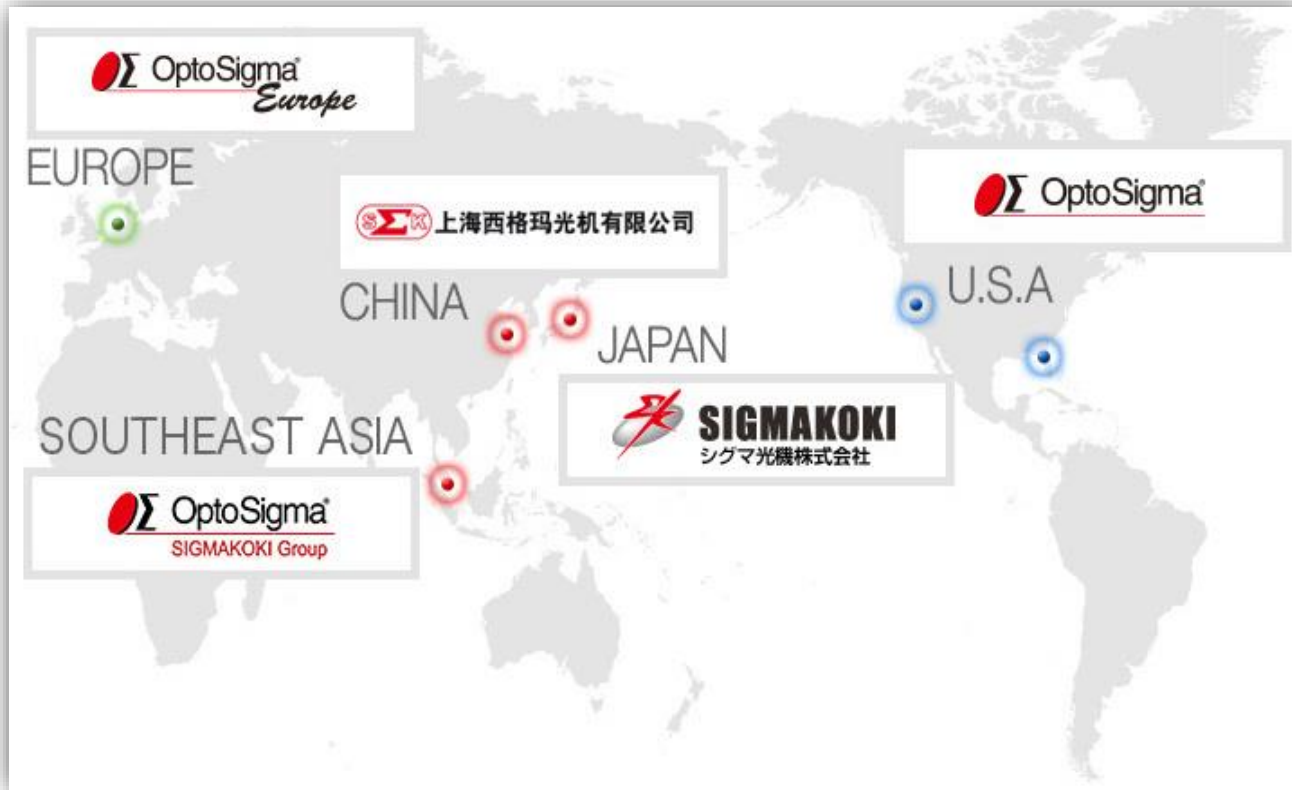 OptoSigma®
Europe
EUROPE
SΣK 上海西格玛光机有限公司
CHINA
OptoSigma®
U.S.A
JAPAN
SIGMAKOKI
シグマ光機株式会社
SOUTHEAST ASIA
OptoSigma®
SIGMAKOKI Group